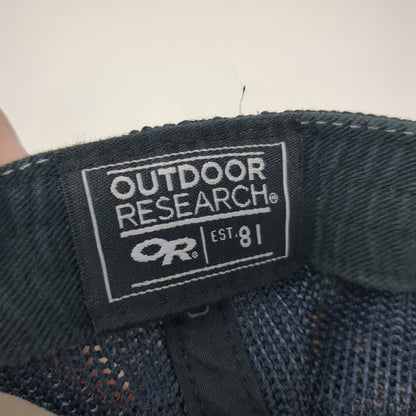 OUTDOOR
RESEARCH®
OR® | EST. 81